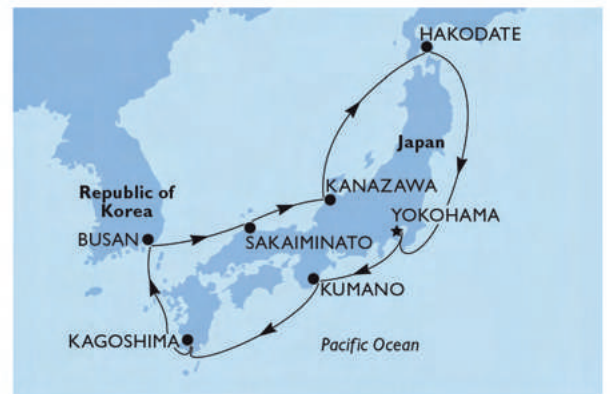 HAKODATE
Japan
KANAZAWA
Republic of
Korea
YOKOHAMA
BUSAN
SAKAIMINATO
KUMANO
KAGOSHIMA
Pacific Ocean